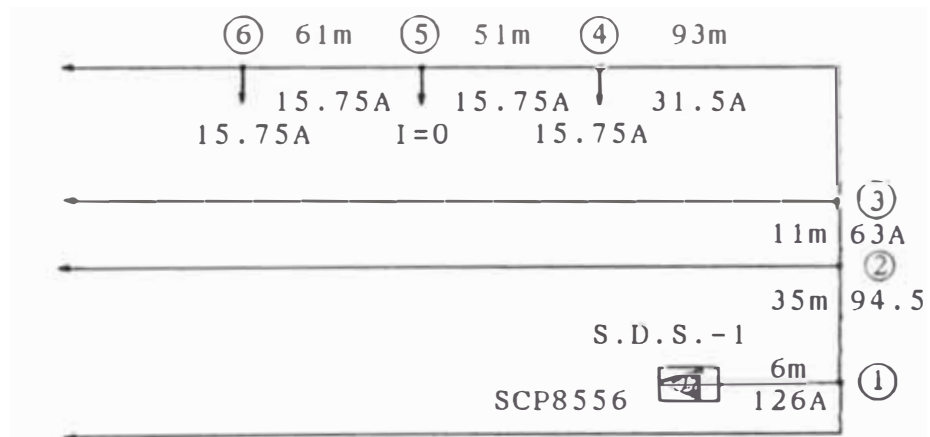 ⑥ 61m ⑤ 51m ④ 93m
15.75A 15.75A 31.5A
15.75A I=0 15.75A
③
11m 63A
②
35m 94.5
S.D.S.-1
6m ①
SCP8556 126A